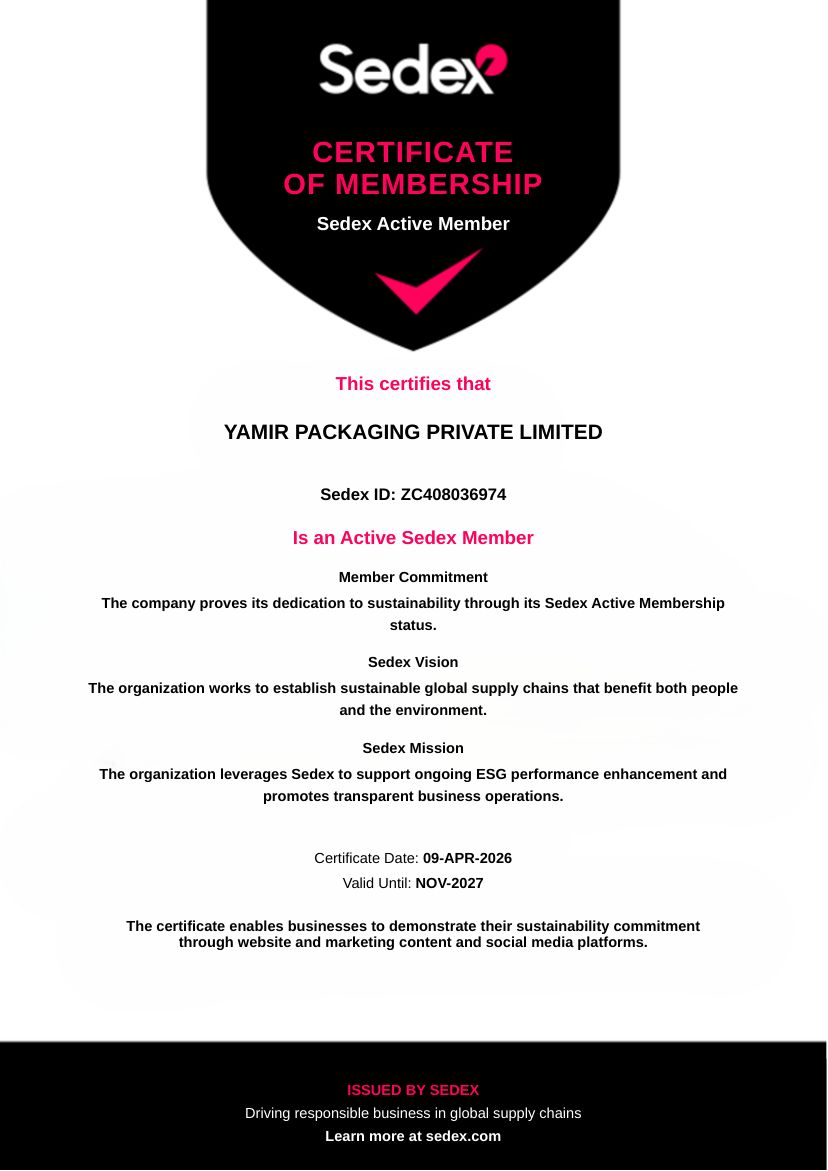 Sedex
CERTIFICATE
OF MEMBERSHIP
Sedex Active Member
This certifies that
YAMIR PACKAGING PRIVATE LIMITED
Sedex ID: ZC408036974
Is an Active Sedex Member
Member Commitment
The company proves its dedication to sustainability through its Sedex Active Membership
status.
Sedex Vision
The organization works to establish sustainable global supply chains that benefit both people
and the environment.
Sedex Mission
The organization leverages Sedex to support ongoing ESG performance enhancement and
promotes transparent business operations.
Certificate Date: 09-APR-2026
Valid Until: NOV-2027
The certificate enables businesses to demonstrate their sustainability commitment
through website and marketing content and social media platforms.
ISSUED BY SEDEX
Driving responsible business in global supply chains
Learn more at sedex.com